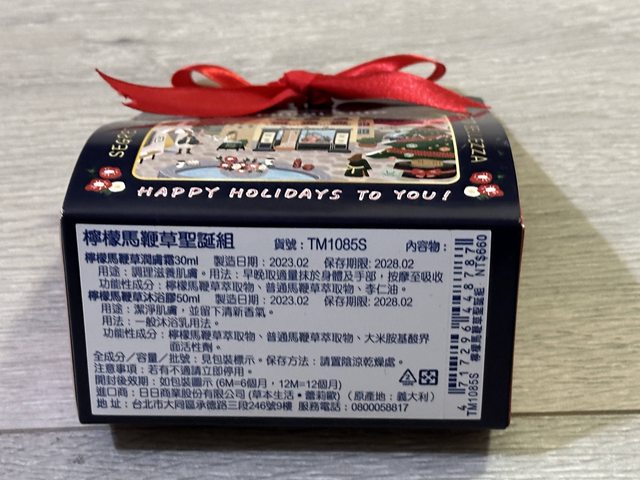 HAPPY HOLIDAYS TO YOU!
檸檬馬鞭草聖誕組 貨號：TM1085S 內容物：
檸檬馬鞭草潤膚霜30ml 製造日期：2023.02 保存期限：2028.02
用途：調理滋養肌膚。用法：早晚取適量抹於身體及手部，按摩至吸收
功能性成分：檸檬馬鞭草萃取物、普通馬鞭草萃取物、李仁油。
檸檬馬鞭草沐浴膠50ml 製造日期：2023.02 保存期限：2028.02
用途：潔淨肌膚，並留下清新香氣。
用法：一般沐浴乳用法。
功能性成分：檸檬馬鞭草萃取物、普通馬鞭草萃取物、大米胺基酸界
面活性劑。
全成分／容量／批號：見包裝標示。保存方法：請置陰涼乾燥處。
注意事項：若有不適請立即停用。
開封後效期：如包裝圖示 (6M=6個月，12M=12個月)
進口商：日日商業股份有限公司 (草本生活・蕾莉歐) （原產地：義大利）
地址：台北市大同區承德路三段246號9樓 服務電話：0800058817
TM1085S 檸檬馬鞭草聖誕組 NT$660